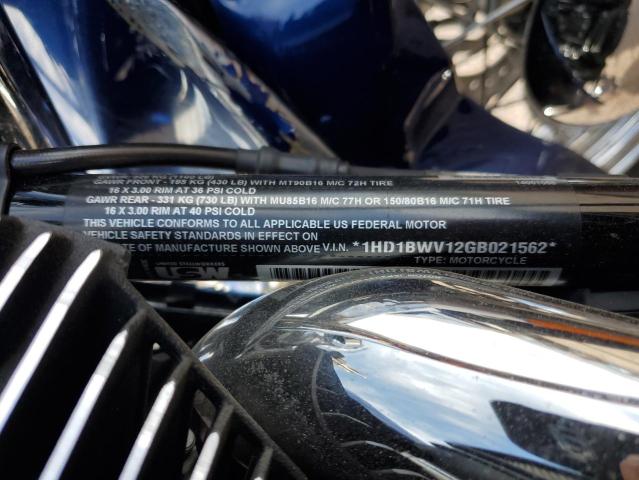 GAWR FRONT - 195 KG (430 LB) WITH MT90B16 M/C 72H TIRE
16 X 3.00 RIM AT 36 PSI COLD
GAWR REAR - 331 KG (730 LB) WITH MU85B16 M/C 77H OR 150/80B16 M/C 71H TIRE
16 X 3.00 RIM AT 40 PSI COLD
THIS VEHICLE CONFORMS TO ALL APPLICABLE US FEDERAL MOTOR
VEHICLE SAFETY STANDARDS IN EFFECT ON
OF MANUFACTURE SHOWN ABOVE V.I.N. *1HD1BWV12GB021562*
TYPE: MOTORCYCLE